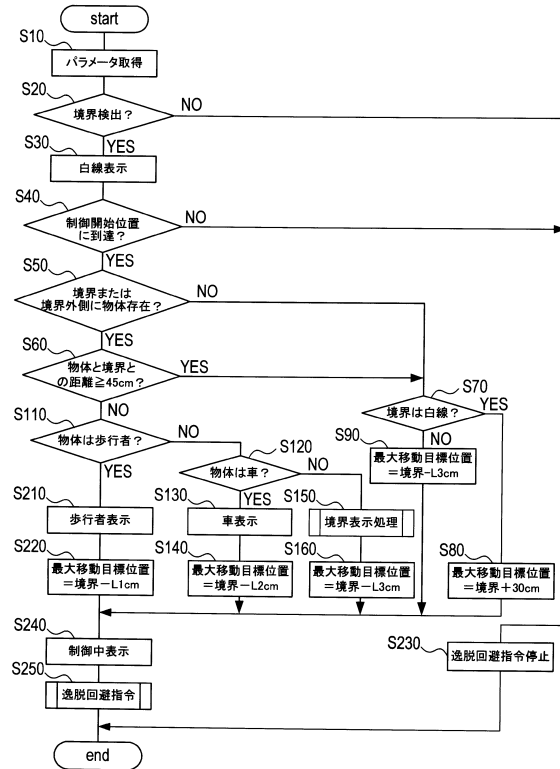 start
S10
パラメータ取得
S20
境界検出？
NO
YES
S30
白線表示
S40
制御開始位置
に到達？
NO
YES
S50
境界または
境界外側に物体存在？
NO
YES
S60
物体と境界と
の距離≧45cm？
YES
NO
S70
境界は白線？
YES
NO
S90
最大移動目標位置
＝境界-L3cm
S110
物体は歩行者？
NO
YES
S120
物体は車？
NO
YES
S210
歩行者表示
S130
車表示
S150
境界表示処理
S220
最大移動目標位置
＝境界－L1cm
S140
最大移動目標位置
＝境界－L2cm
S160
最大移動目標位置
＝境界－L3cm
S80
最大移動目標位置
＝境界＋30cm
S240
制御中表示
S230
逸脱回避指令停止
S250
逸脱回避指令
end